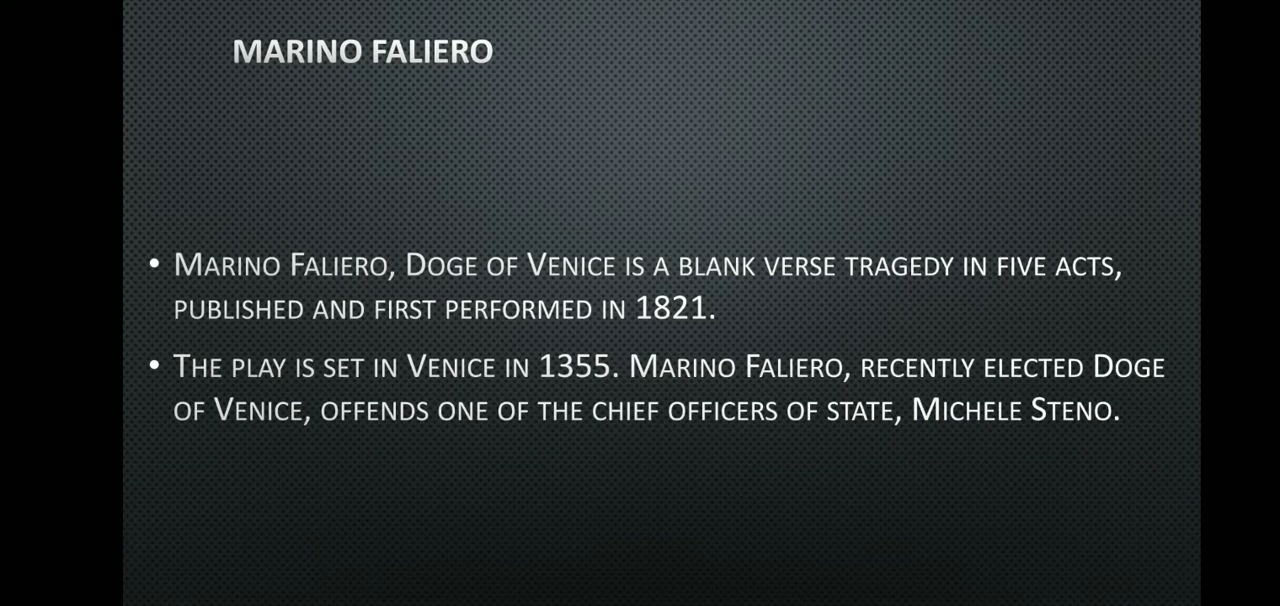 MARINO FALIERO
• MARINO FALIERO, DOGE OF VENICE IS A BLANK VERSE TRAGEDY IN FIVE ACTS,
PUBLISHED AND FIRST PERFORMED IN 1821.
• THE PLAY IS SET IN VENICE IN 1355. MARINO FALIERO, RECENTLY ELECTED DOGE
OF VENICE, OFFENDS ONE OF THE CHIEF OFFICERS OF STATE, MICHELE STENO.